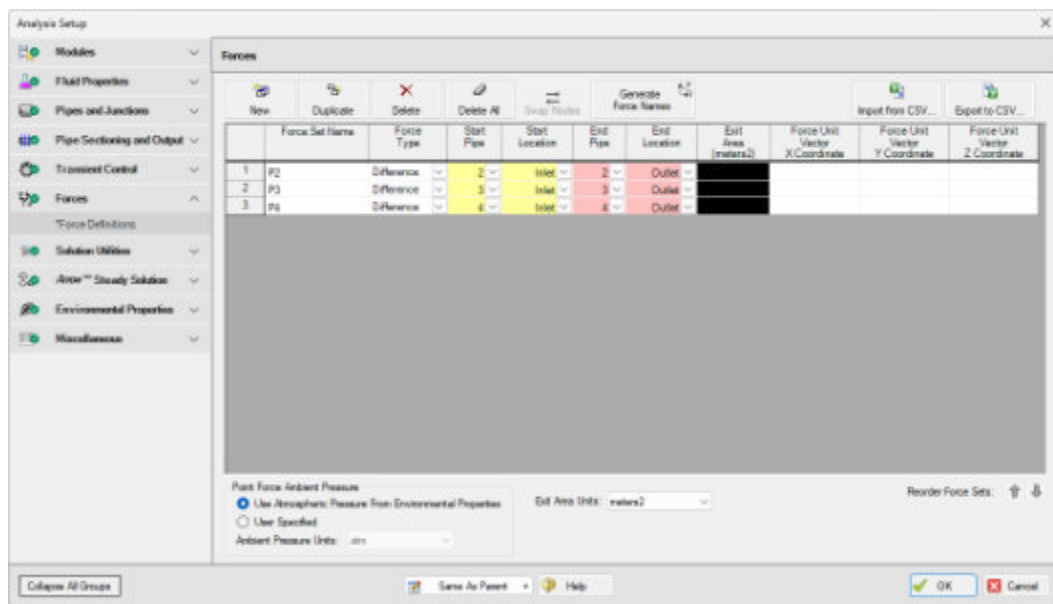 Analysis Setup
Modules
Fluid Properties
Pipes and Junctions
Pipe Sectioning and Output
Transient Control
Forces
*Force Definitions
Solution Utilities
Arrow™ Steady Solution
Environmental Properties
Miscellaneous
Collapse All Groups
Forces
New Duplicate Delete Delete All Swap Nodes Generate Force Names Import from CSV... Export to CSV...
Force Set Name Force Type Start Pipe Start Location End Pipe End Location Exit Area (meters2) Force Unit Vector X Coordinate Force Unit Vector Y Coordinate Force Unit Vector Z Coordinate
1 P2 Difference 2 Inlet 2 Outlet
2 P3 Difference 3 Inlet 3 Outlet
3 P4 Difference 4 Inlet 4 Outlet
Point Force Ambient Pressure
Use Atmospheric Pressure From Environmental Properties
User Specified
Ambient Pressure Units: atm
Exit Area Units: meters2
Reorder Force Sets:
Same As Parent Help OK Cancel